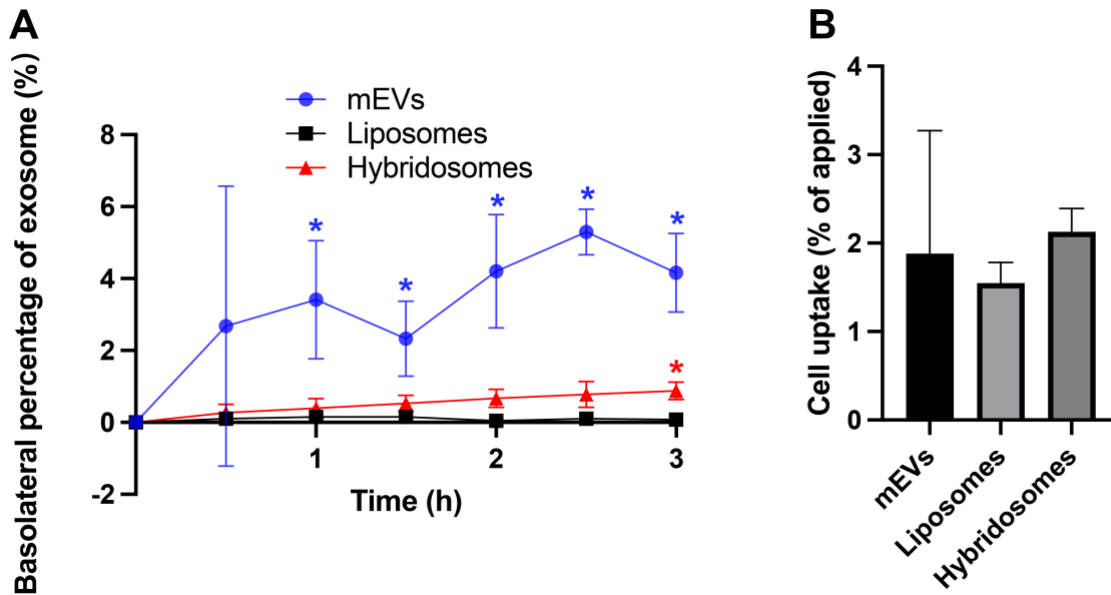 A
Basolateral percentage of exosome (%)
mEVs
Liposomes
Hybridosomes
8
6
4
2
0
-2
*
*
*
*
*
*
1
2
3
Time (h)
B
Cell uptake (% of applied)
4
3
2
1
0
mEVs
Liposomes
Hybridosomes